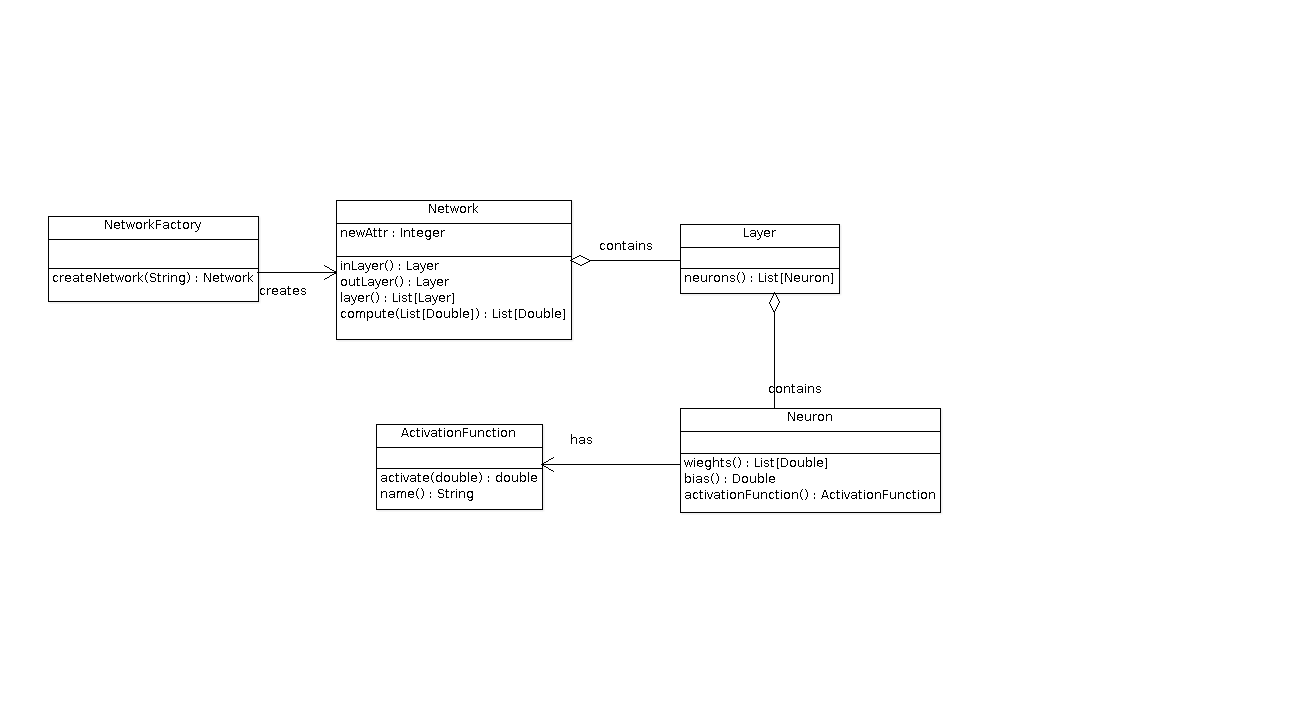 NetworkFactory
createNetwork(String) : Network
creates
Network
newAttr : Integer
inLayer() : Layer
outLayer() : Layer
layer() : List[Layer]
compute(List[Double]) : List[Double]
contains
Layer
neurons() : List[Neuron]
contains
Neuron
wieghts() : List[Double]
bias() : Double
activationFunction() : ActivationFunction
has
ActivationFunction
activate(double) : double
name() : String